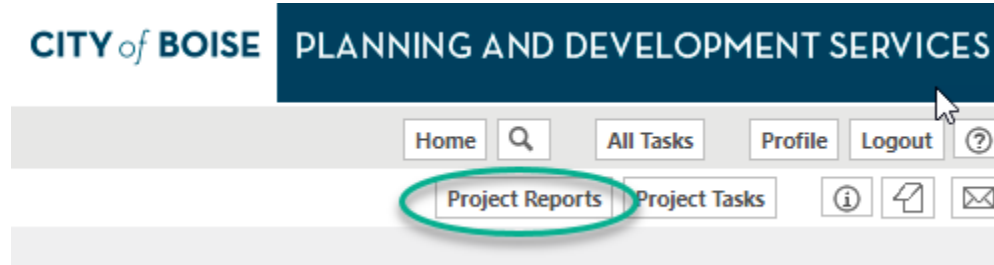 CITY of BOISE PLANNING AND DEVELOPMENT SERVICES
Home All Tasks Profile Logout ?
Project Reports Project Tasks i